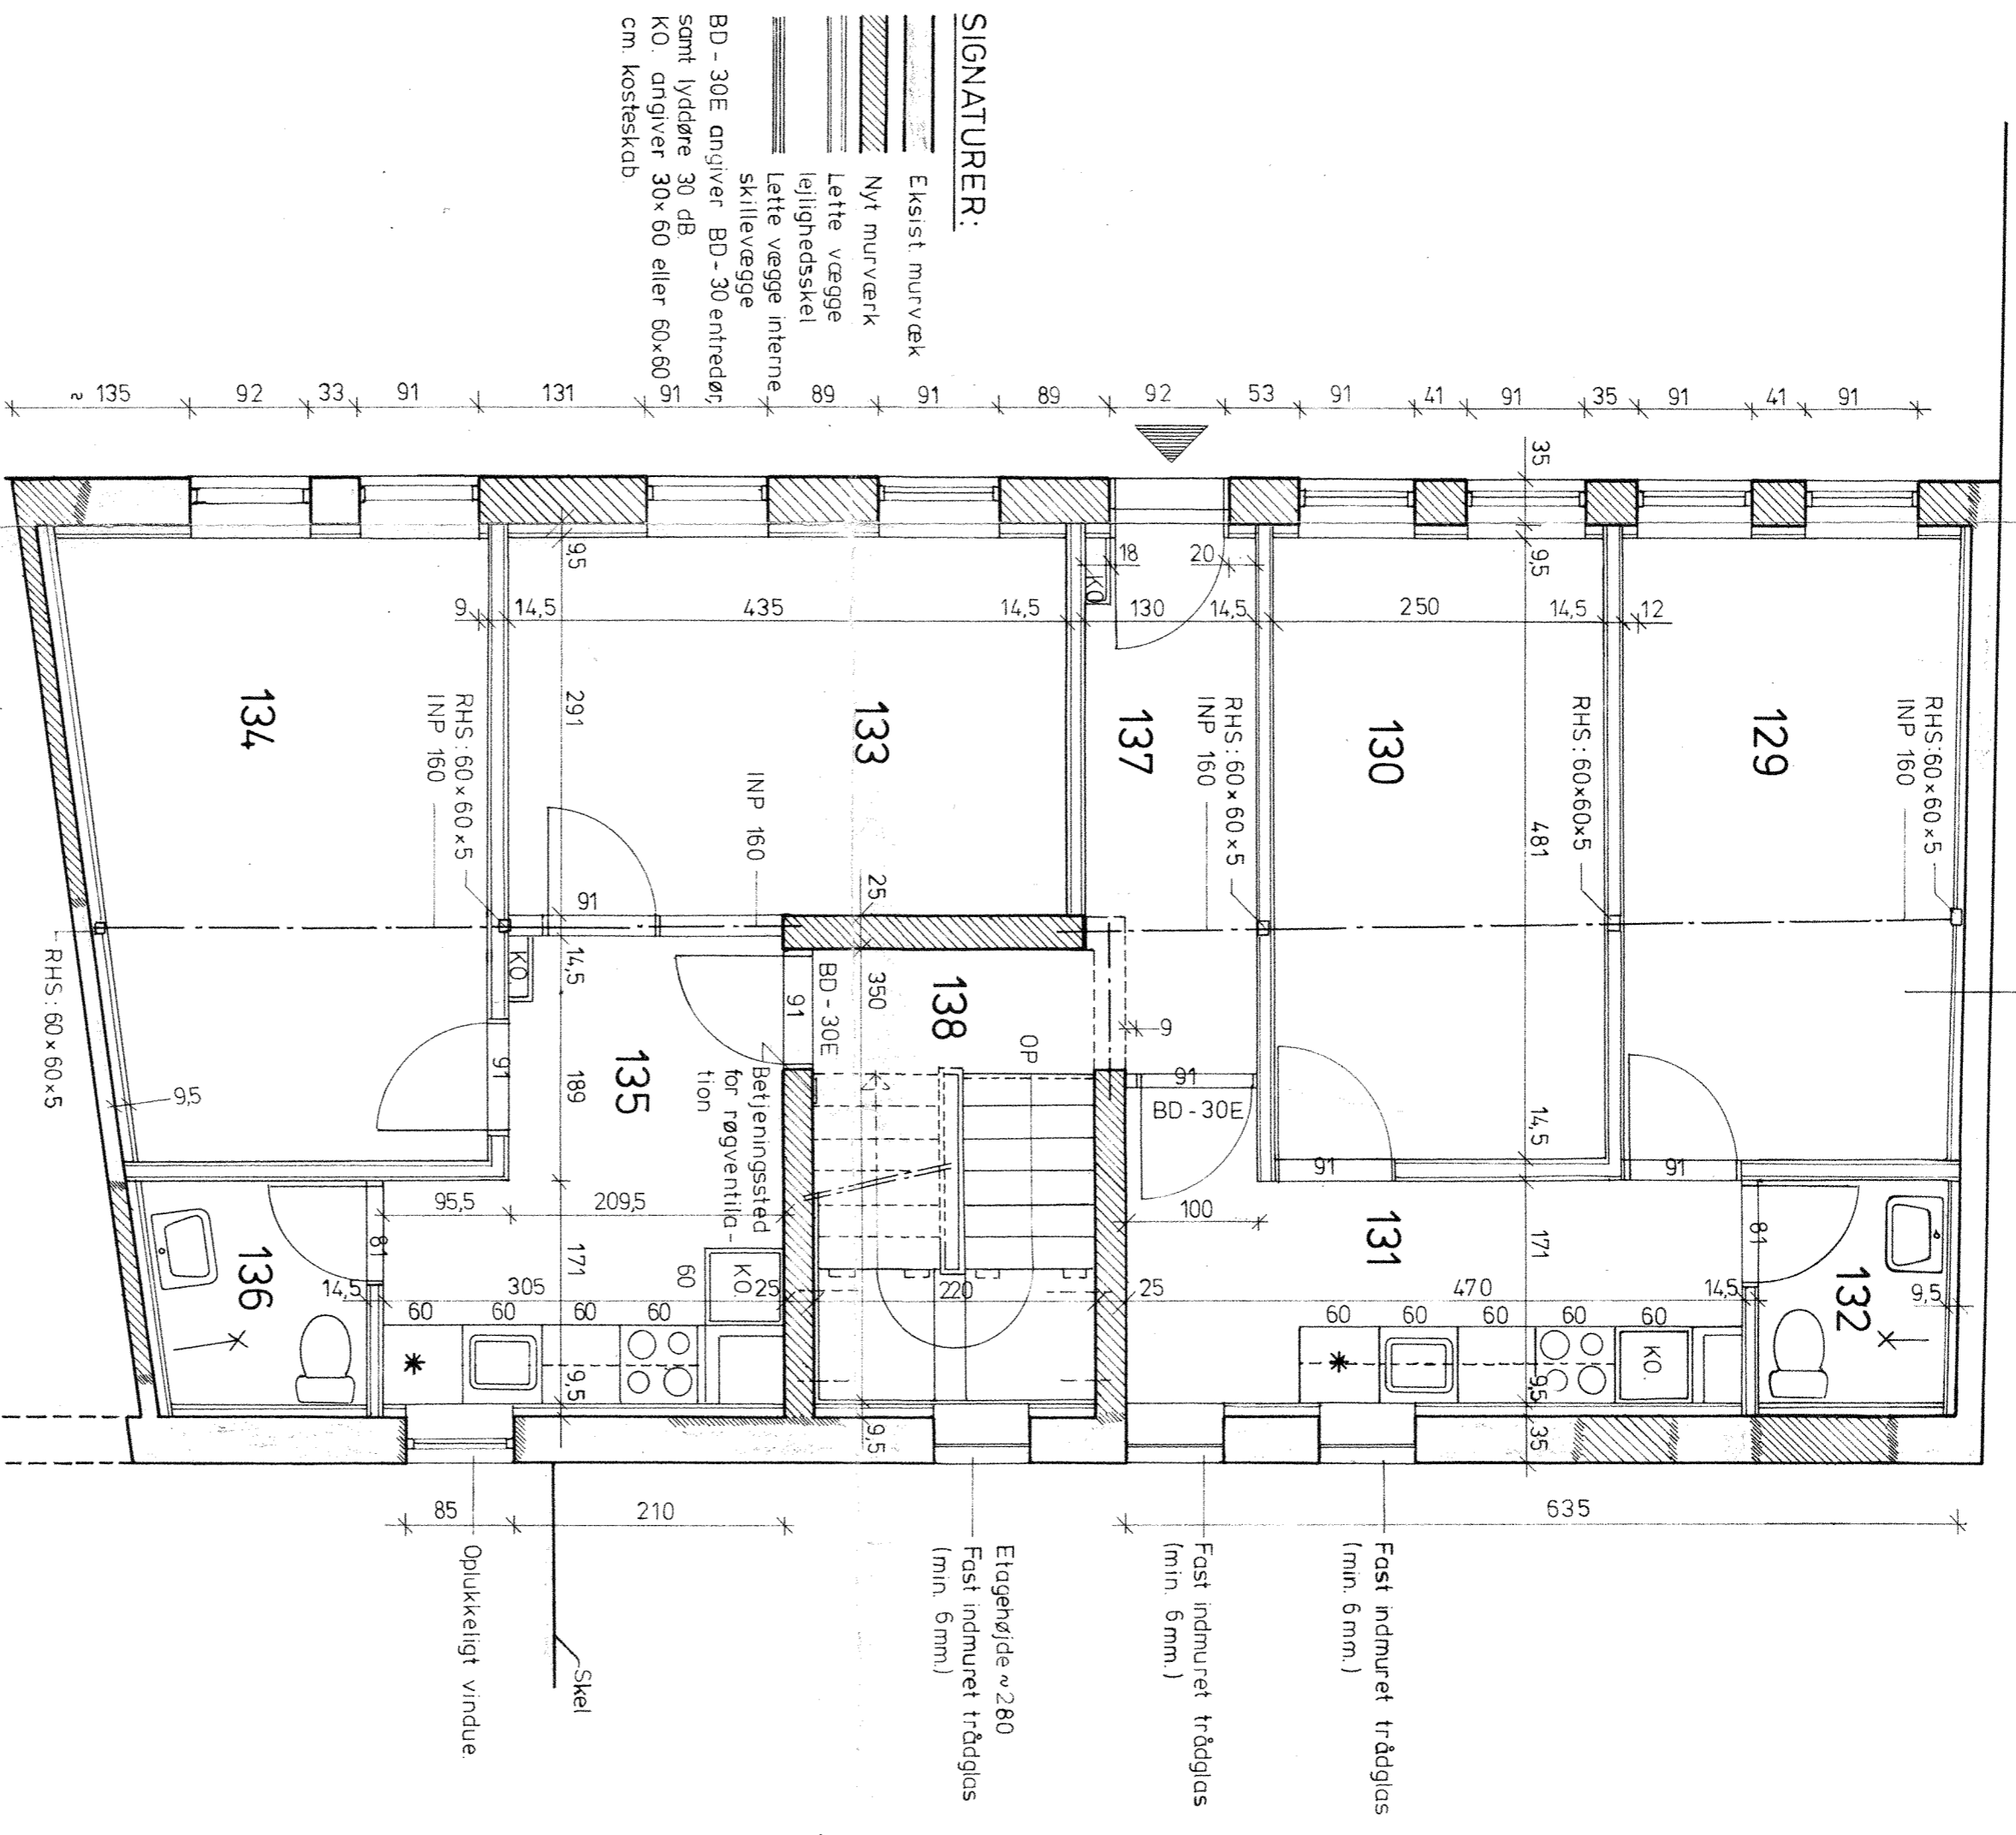 SIGNATURER:
Eksist. murvæk
Nyt murværk
Lette vægge
lejlighedsskel
Lette vægge interne
skillevægge
BD-30E angiver BD-30 entredør,
samt lyddøre 30 dB.
KO. angiver 30×60 eller 60×60
cm. kosteskab.
~ 135 92 33 91 131 91 89 91 89 92 53 91 41 91 35 91 41 91
35
9,5
9,5
18
20
KO
9 14,5 435 14,5 130 14,5 250 14,5 12
134
133
137
130
129
291
481
RHS: 60×60×5
INP 160
INP 160
RHS: 60×60×5
INP 160
RHS: 60×60×5
RHS: 60×60×5
INP 160
RHS: 60×60×5
91
25
14,5
KO.
350
BD-30E
91
138
OP
9
135
189
91
9,5
Betjeningssted
for røgventila-
tion
91
BD-30E
14,5
91
91
95,5
209,5
100
131
171
171
81
81
136
132
14,5
305
60
KO.
25
220
25
470
14,5
9,5
60 60 60 60
60 60 60 60 60
KO.
9,5
9,5
9,5
35
85
210
635
Oplukkeligt vindue.
Skel
Etagehøjde ~ 280
Fast indmuret trådglas
(min. 6 mm.)
Fast indmuret trådglas
(min. 6 mm.)
Fast indmuret trådglas
(min. 6 mm.)